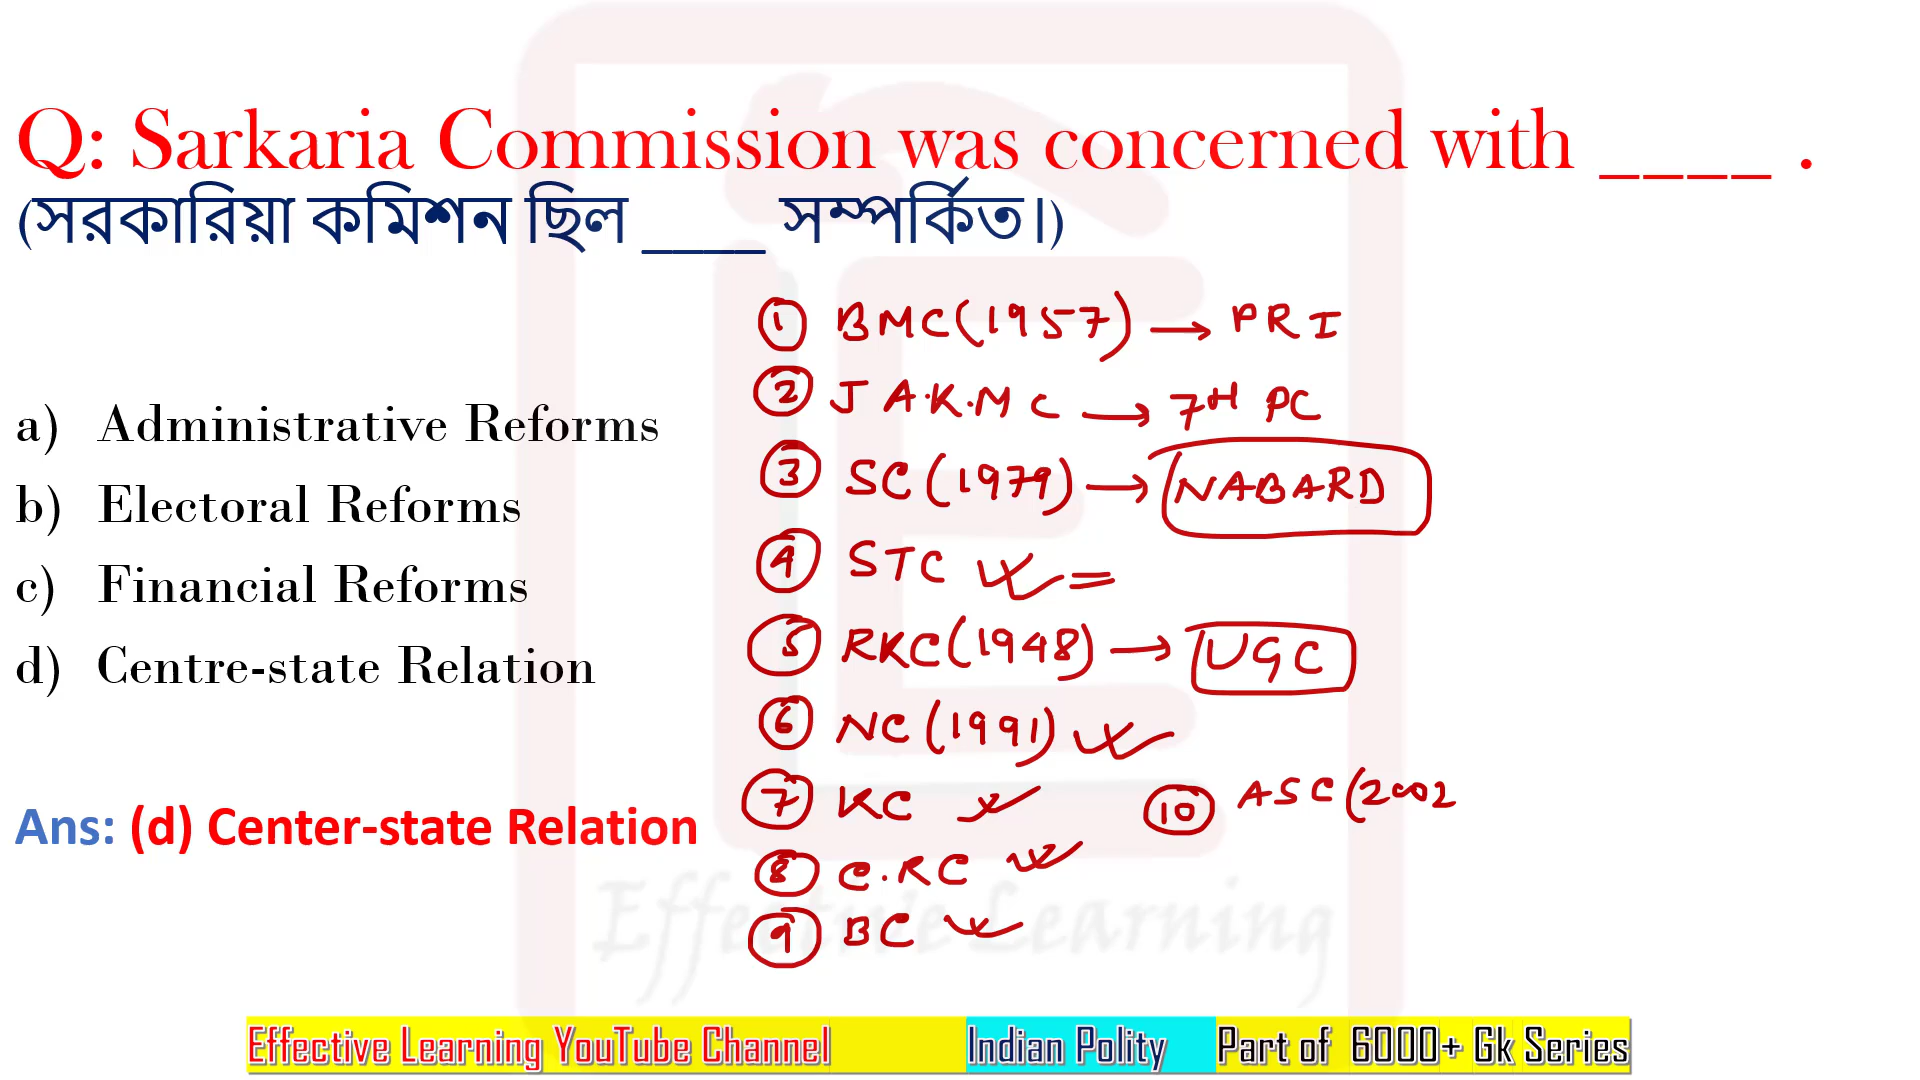 Q: Sarkaria Commission was concerned with ____ .
(সরকারিয়া কমিশন ছিল ____ সম্পর্কিত।)
a) Administrative Reforms
b) Electoral Reforms
c) Financial Reforms
d) Centre-state Relation
Ans: (d) Center-state Relation
1 BMC (1957) → PRI
2 J A.K.M C → 7th PC
3 SC (1979) → NABARD
4 STC
5 RKC (1948) → UGC
6 NC (1991)
7 KC
8 C.RC
9 BC
10 ASC (2002
Effective Learning
Effective Learning YouTube Channel Indian Polity Part of 6000+ Gk Series